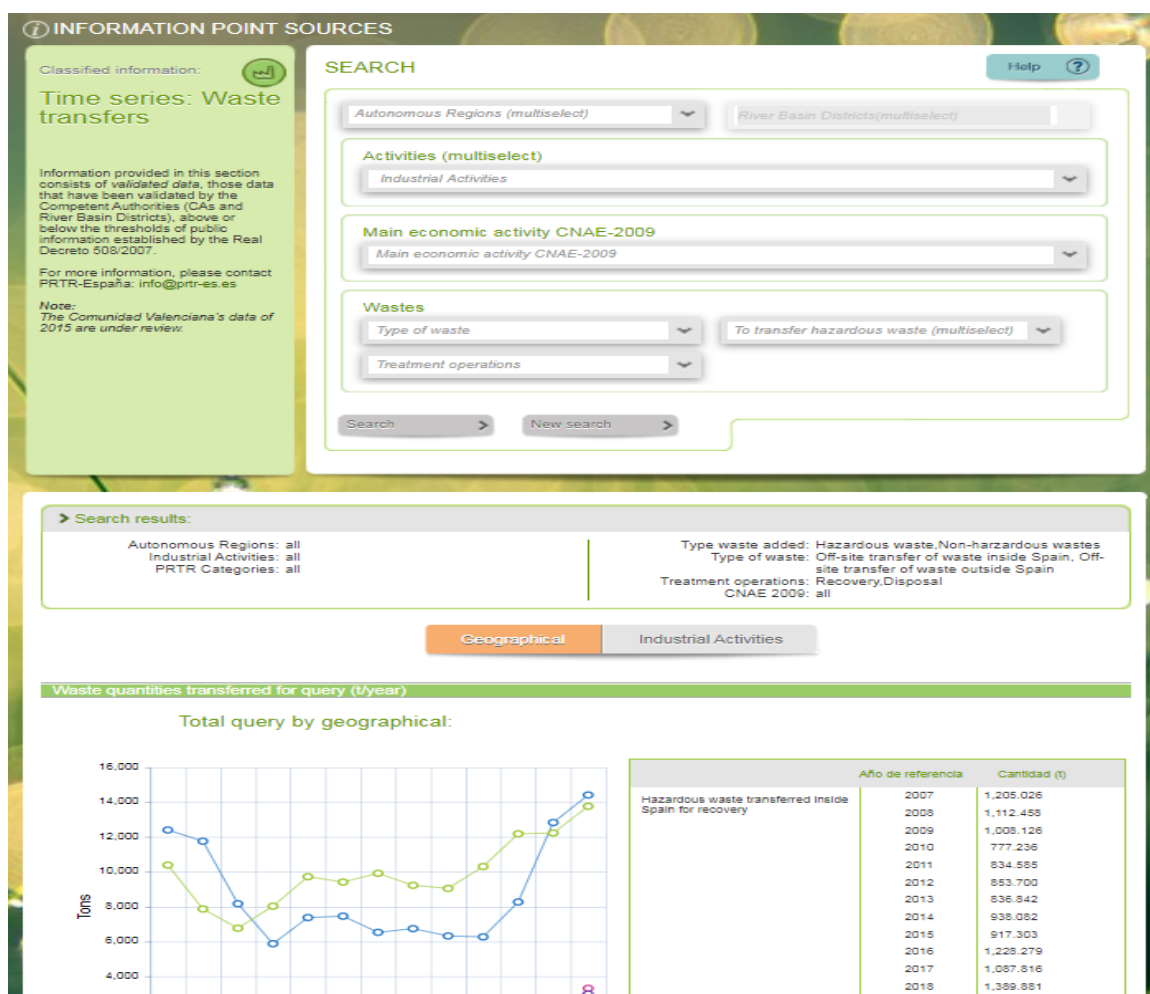 INFORMATION POINT SOURCES
Classified information:
Time series: Waste
transfers
Information provided in this section
consists of validated data, those data
that have been validated by the
Competent Authorities (CAs and
River Basin Districts), above or
below the thresholds of public
information established by the Real
Decreto 508/2007.
For more information, please contact
PRTR-España: info@prtr-es.es
Note:
The Comunidad Valenciana's data of
2015 are under review.
SEARCH
Help ?
Autonomous Regions (multiselect)
River Basin Districts(multiselect)
Activities (multiselect)
Industrial Activities
Main economic activity CNAE-2009
Main economic activity CNAE-2009
Wastes
Type of waste
To transfer hazardous waste (multiselect)
Treatment operations
Search
New search
Search results:
Autonomous Regions: all
Industrial Activities: all
PRTR Categories: all
Type waste added: Hazardous waste,Non-harzardous wastes
Type of waste: Off-site transfer of waste inside Spain, Off-
site transfer of waste outside Spain
Treatment operations: Recovery,Disposal
CNAE 2009: all
Geographical
Industrial Activities
Waste quantities transferred for query (t/year)
Total query by geographical:
16,000
14,000
12,000
10,000
8,000
6,000
4,000
Tons
Año de referencia Cantidad (t)
Hazardous waste transferred inside
Spain for recovery
2007 1,205.026
2008 1,112.458
2009 1,008.126
2010 777.236
2011 834.585
2012 853.700
2013 836.842
2014 938.082
2015 917.303
2016 1,228.279
2017 1,087.816
2018 1,389.881